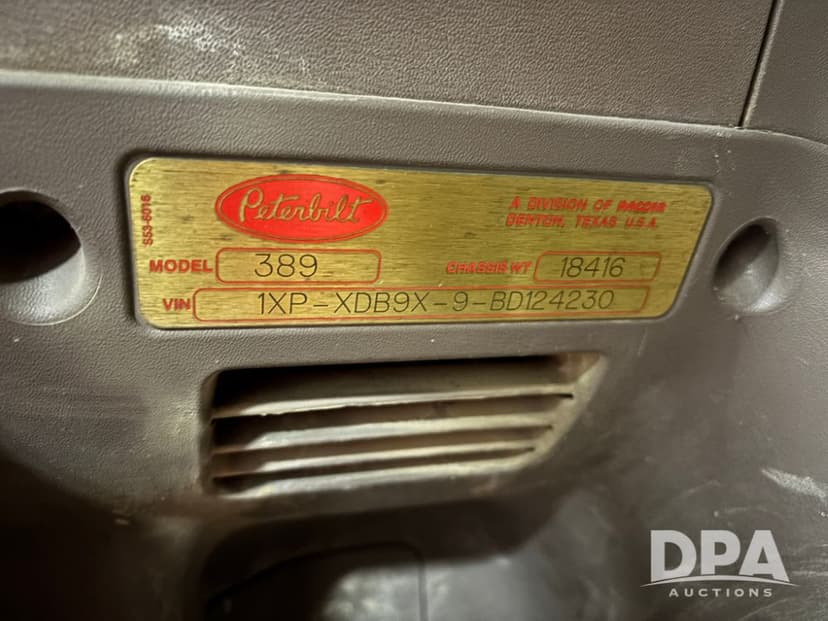 Peterbilt
A DIVISION OF PACCAR
DENTON, TEXAS U.S.A.
S53-6015
MODEL 389 CHASSIS WT 18416
VIN 1XP-XDB9X-9-BD124230
DPA
AUCTIONS